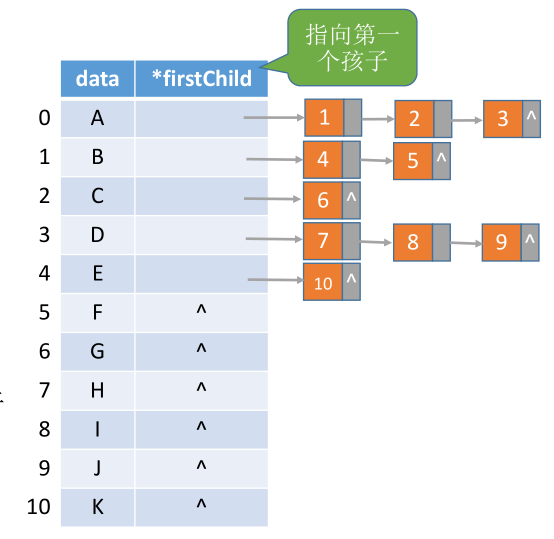 指向第一
个孩子
data *firstChild
0 A 1 2 3 ^
1 B 4 5 ^
2 C 6 ^
3 D 7 8 9 ^
4 E 10 ^
5 F ^
6 G ^
7 H ^
8 I ^
9 J ^
10 K ^